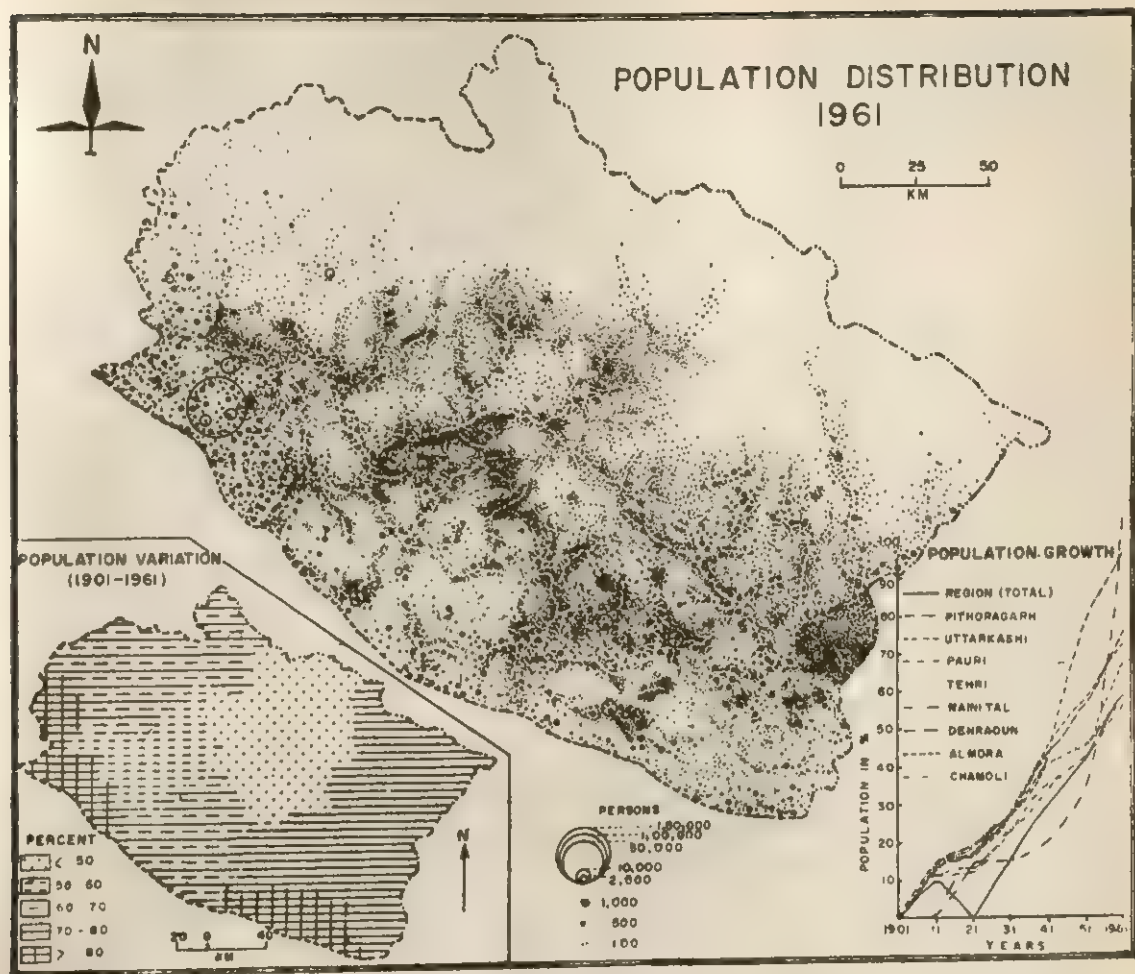 N
POPULATION DISTRIBUTION
1961
0 25 50
KM
POPULATION VARIATION
(1901-1961)
PERCENT
< 50
50 60
60 70
70 - 80
> 80
20 0 40
KM
N
PERSONS
1,00,000
50,000
10,000
2,000
1,000
500
100
POPULATION GROWTH
REGION (TOTAL)
PITHORAGARH
UTTARKASHI
PAURI
TEHRI
NAINITAL
DEHRADUN
ALMORA
CHAMOLI
POPULATION IN %
100
90
80
70
60
50
40
30
20
10
1901 11 21 31 41 51 1961
YEARS